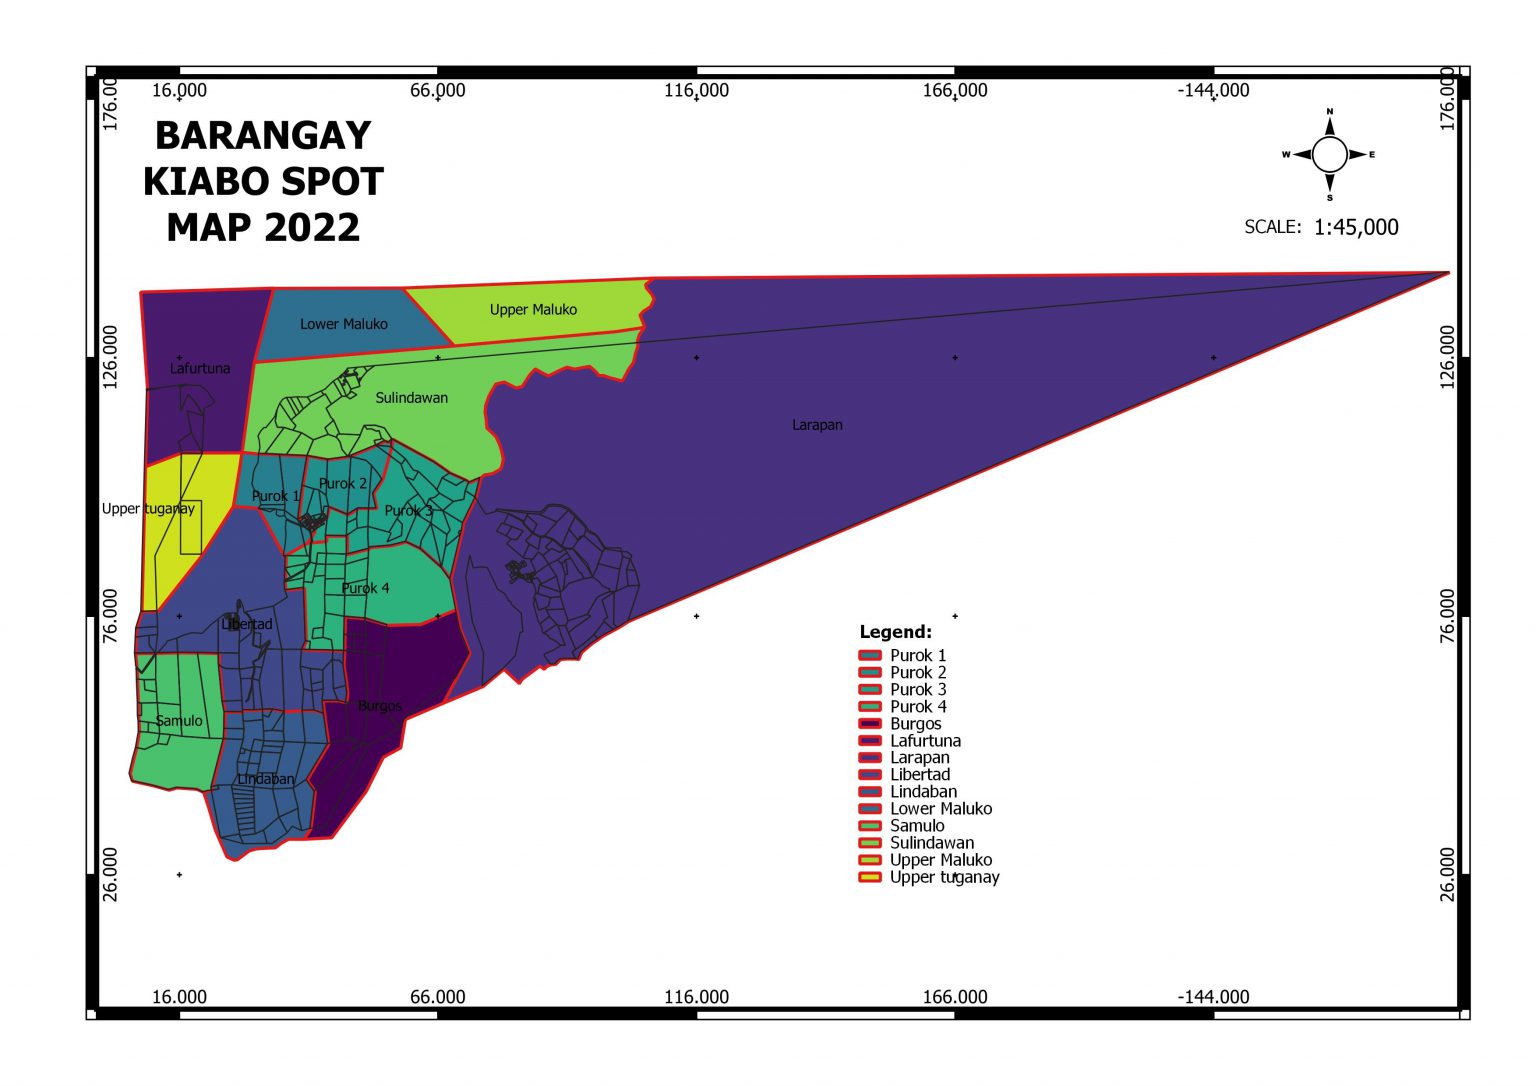 16.000 66.000 116.000 166.000 -144.000
176.000 176.000
BARANGAY
KIABO SPOT
MAP 2022
N
W E
S
SCALE: 1:45,000
Upper Maluko
Lower Maluko
126.000 126.000
Lafurtuna
Sulindawan
Larapan
Purok 2
Purok 1
Upper tuganay
Purok 3
Purok 4
76.000 76.000
Libertad
Burgos
Samulo
Lindaban
Legend:
Purok 1
Purok 2
Purok 3
Purok 4
Burgos
Lafurtuna
Larapan
Libertad
Lindaban
Lower Maluko
Samulo
Sulindawan
Upper Maluko
Upper tuganay
26.000 26.000
16.000 66.000 116.000 166.000 -144.000